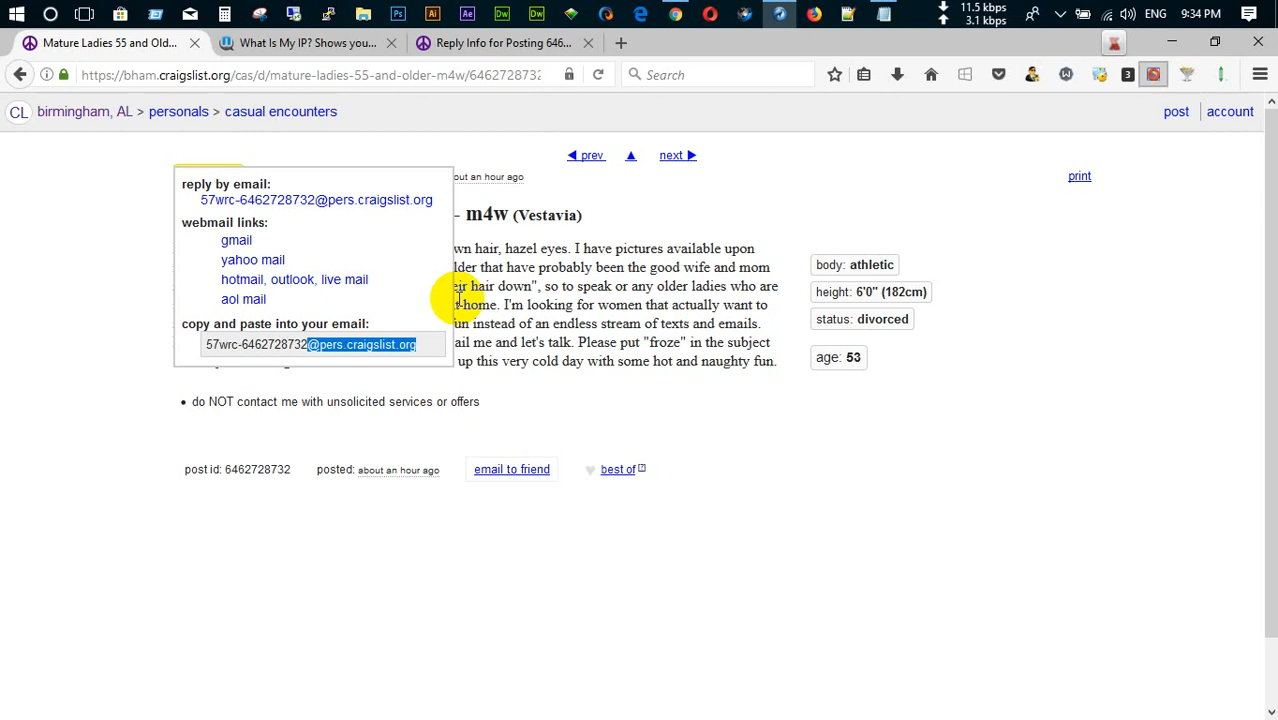 Ps Ai Ae Dw Dw 11.5 kbps 3.1 kbps ENG 9:34 PM
Mature Ladies 55 and Old... What Is My IP? Shows you... Reply Info for Posting 646...
https://bham.craigslist.org/cas/d/mature-ladies-55-and-older-m4w/6462728732 Search 3
CL birmingham, AL > personals > casual encounters post account
prev next
about an hour ago print
reply by email:
57wrc-6462728732@pers.craigslist.org
- m4w (Vestavia)
webmail links:
gmail
yahoo mail
hotmail, outlook, live mail
aol mail
copy and paste into your email:
57wrc-6462728732@pers.craigslist.org
wn hair, hazel eyes. I have pictures available upon
lder that have probably been the good wife and mom
eir hair down", so to speak or any older ladies who are
t-home. I'm looking for women that actually want to
un instead of an endless stream of texts and emails.
ail me and let's talk. Please put "froze" in the subject
up this very cold day with some hot and naughty fun.
body: athletic
height: 6'0" (182cm)
status: divorced
age: 53
• do NOT contact me with unsolicited services or offers
post id: 6462728732 posted: about an hour ago email to friend best of [?]